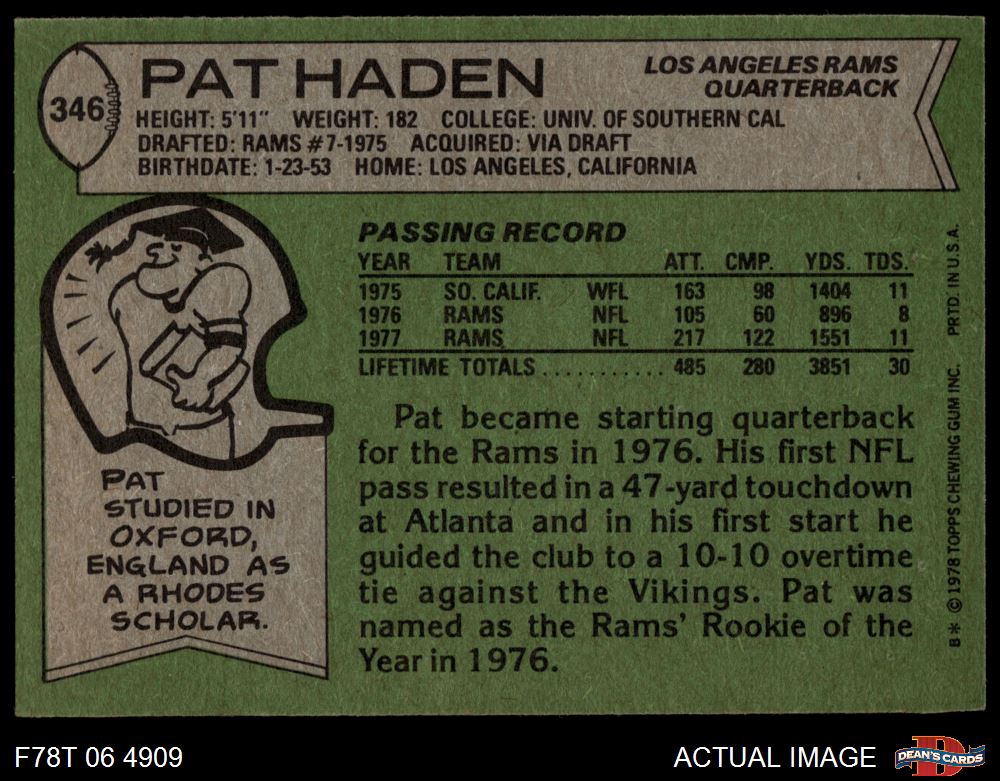 346
PAT HADEN
LOS ANGELES RAMS
QUARTERBACK
HEIGHT: 5'11" WEIGHT: 182 COLLEGE: UNIV. OF SOUTHERN CAL
DRAFTED: RAMS #7-1975 ACQUIRED: VIA DRAFT
BIRTHDATE: 1-23-53 HOME: LOS ANGELES, CALIFORNIA
PASSING RECORD
YEAR TEAM ATT. CMP. YDS. TDS.
1975 SO. CALIF. WFL 163 98 1404 11
1976 RAMS NFL 105 60 896 8
1977 RAMS NFL 217 122 1551 11
LIFETIME TOTALS........... 485 280 3851 30
Pat became starting quarterback
for the Rams in 1976. His first NFL
pass resulted in a 47-yard touchdown
at Atlanta and in his first start he
guided the club to a 10-10 overtime
tie against the Vikings. Pat was
named as the Rams' Rookie of the
Year in 1976.
PAT
STUDIED IN
OXFORD,
ENGLAND AS
A RHODES
SCHOLAR.
B* © 1978 TOPPS CHEWING GUM INC. PRTD. IN U.S.A.
F78T 06 4909
ACTUAL IMAGE
D
DEAN'S CARDS